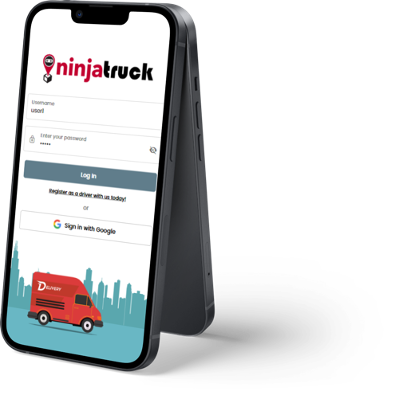 ninjatruck
Username
user1
Enter your password
•••••
Log In
Register as a driver with us today!
or
Sign in with Google
DELIVERY